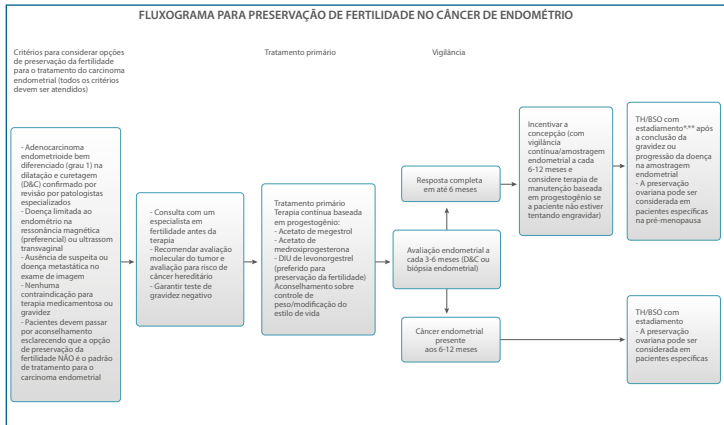 FLUXOGRAMA PARA PRESERVAÇÃO DE FERTILIDADE NO CÂNCER DE ENDOMÉTRIO
Critérios para considerar opções
de preservação da fertilidade
para o tratamento do carcinoma
endometrial (todos os critérios
devem ser atendidos)
Tratamento primário
Vigilância
- Adenocarcinoma
endometrioide bem
diferenciado (grau 1) na
dilatação e curetagem
(D&C) confirmado por
revisão por patologistas
especializados
- Doença limitada ao
endométrio na
ressonância magnética
(preferencial) ou ultrassom
transvaginal
- Ausência de suspeita ou
doença metastática no
exame de imagem
- Nenhuma
contraindicação para
terapia medicamentosa ou
gravidez
- Pacientes devem passar
por aconselhamento
esclarecendo que a opção
de preservação da
fertilidade NÃO é o padrão
de tratamento para o
carcinoma endometrial
- Consulta com um
especialista em
fertilidade antes da
terapia
- Recomendar avaliação
molecular do tumor e
avaliação para risco de
câncer hereditário
- Garantir teste de
gravidez negativo
Tratamento primário
Terapia contínua baseada
em progestogênio:
- Acetato de megestrol
- Acetato de
medroxiprogesterona
- DIU de levonorgestrel
(preferido para
preservação da fertilidade)
Aconselhamento sobre
controle de
peso/modificação do
estilo de vida
Resposta completa
em até 6 meses
Avaliação endometrial a
cada 3-6 meses (D&C ou
biópsia endometrial)
Câncer endometrial
presente
aos 6-12 meses
Incentivar a
concepção (com
vigilância
contínua/amostragem
endometrial a cada
6-12 meses e
considere terapia de
manutenção baseada
em progestogênio se
a paciente não estiver
tentando engravidar)
TH/BSO com
estadiamento*,** após
a conclusão da
gravidez ou
progressão da doença
na amostragem
endometrial
- A preservação
ovariana pode ser
considerada em
pacientes específicas
na pré-menopausa
TH/BSO com
estadiamento
- A preservação
ovariana pode ser
considerada em
pacientes específicas